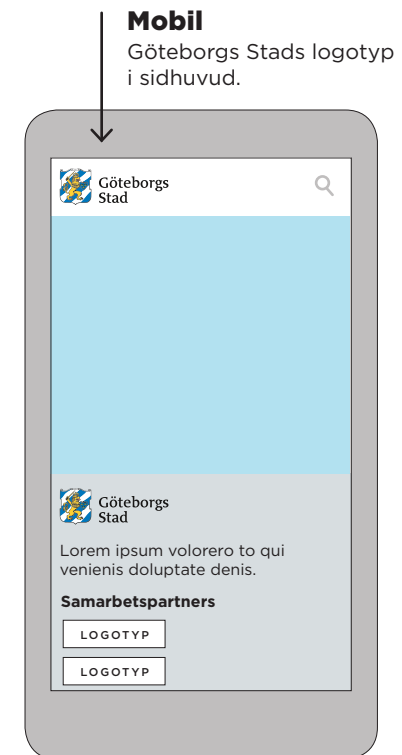 Mobil
Göteborgs Stads logotyp
i sidhuvud.
Göteborgs
Stad
Göteborgs
Stad
Lorem ipsum volorero to qui
venienis doluptate denis.
Samarbetspartners
LOGOTYP
LOGOTYP